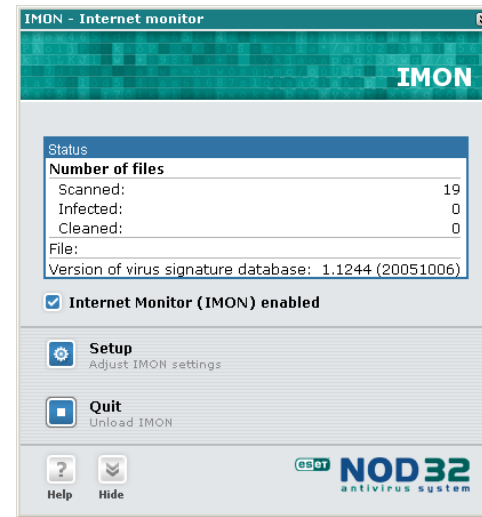 IMON - Internet monitor
IMON
Status
Number of files
Scanned: 19
Infected: 0
Cleaned: 0
File:
Version of virus signature database: 1.1244 (20051006)
Internet Monitor (IMON) enabled
Setup
Adjust IMON settings
Quit
Unload IMON
?
Help Hide
eseT NOD32
antivirus system